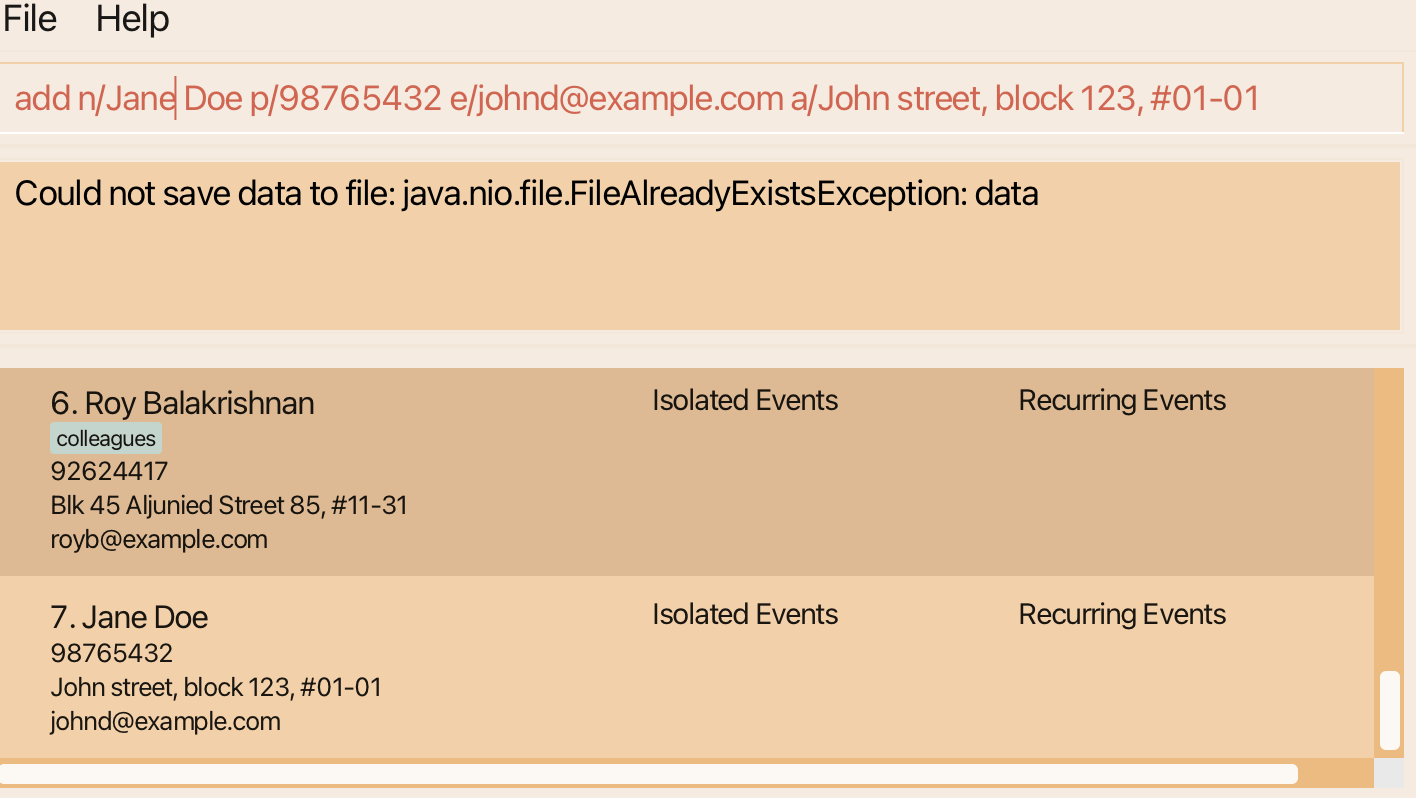 File Help
add n/Jane Doe p/98765432 e/johnd@example.com a/John street, block 123, #01-01
Could not save data to file: java.nio.file.FileAlreadyExistsException: data
6. Roy Balakrishnan Isolated Events Recurring Events
colleagues
92624417
Blk 45 Aljunied Street 85, #11-31
royb@example.com
7. Jane Doe Isolated Events Recurring Events
98765432
John street, block 123, #01-01
johnd@example.com